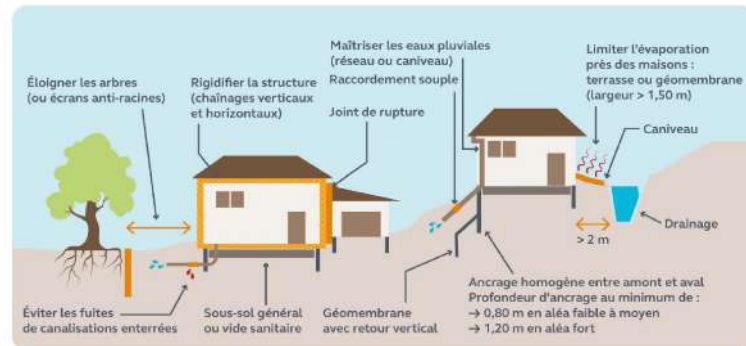 Éloigner les arbres
(ou écrans anti-racines)
Rigidifier la structure
(chaînages verticaux
et horizontaux)
Maîtriser les eaux pluviales
(réseau ou caniveau)
Raccordement souple
Joint de rupture
Limiter l'évaporation
près des maisons :
terrasse ou géomembrane
(largeur > 1,50 m)
Caniveau
Drainage
> 2 m
Éviter les fuites
de canalisations enterrées
Sous-sol général
ou vide sanitaire
Géomembrane
avec retour vertical
Ancrage homogène entre amont et aval
Profondeur d'ancrage au minimum de :
→ 0,80 m en aléa faible à moyen
→ 1,20 m en aléa fort